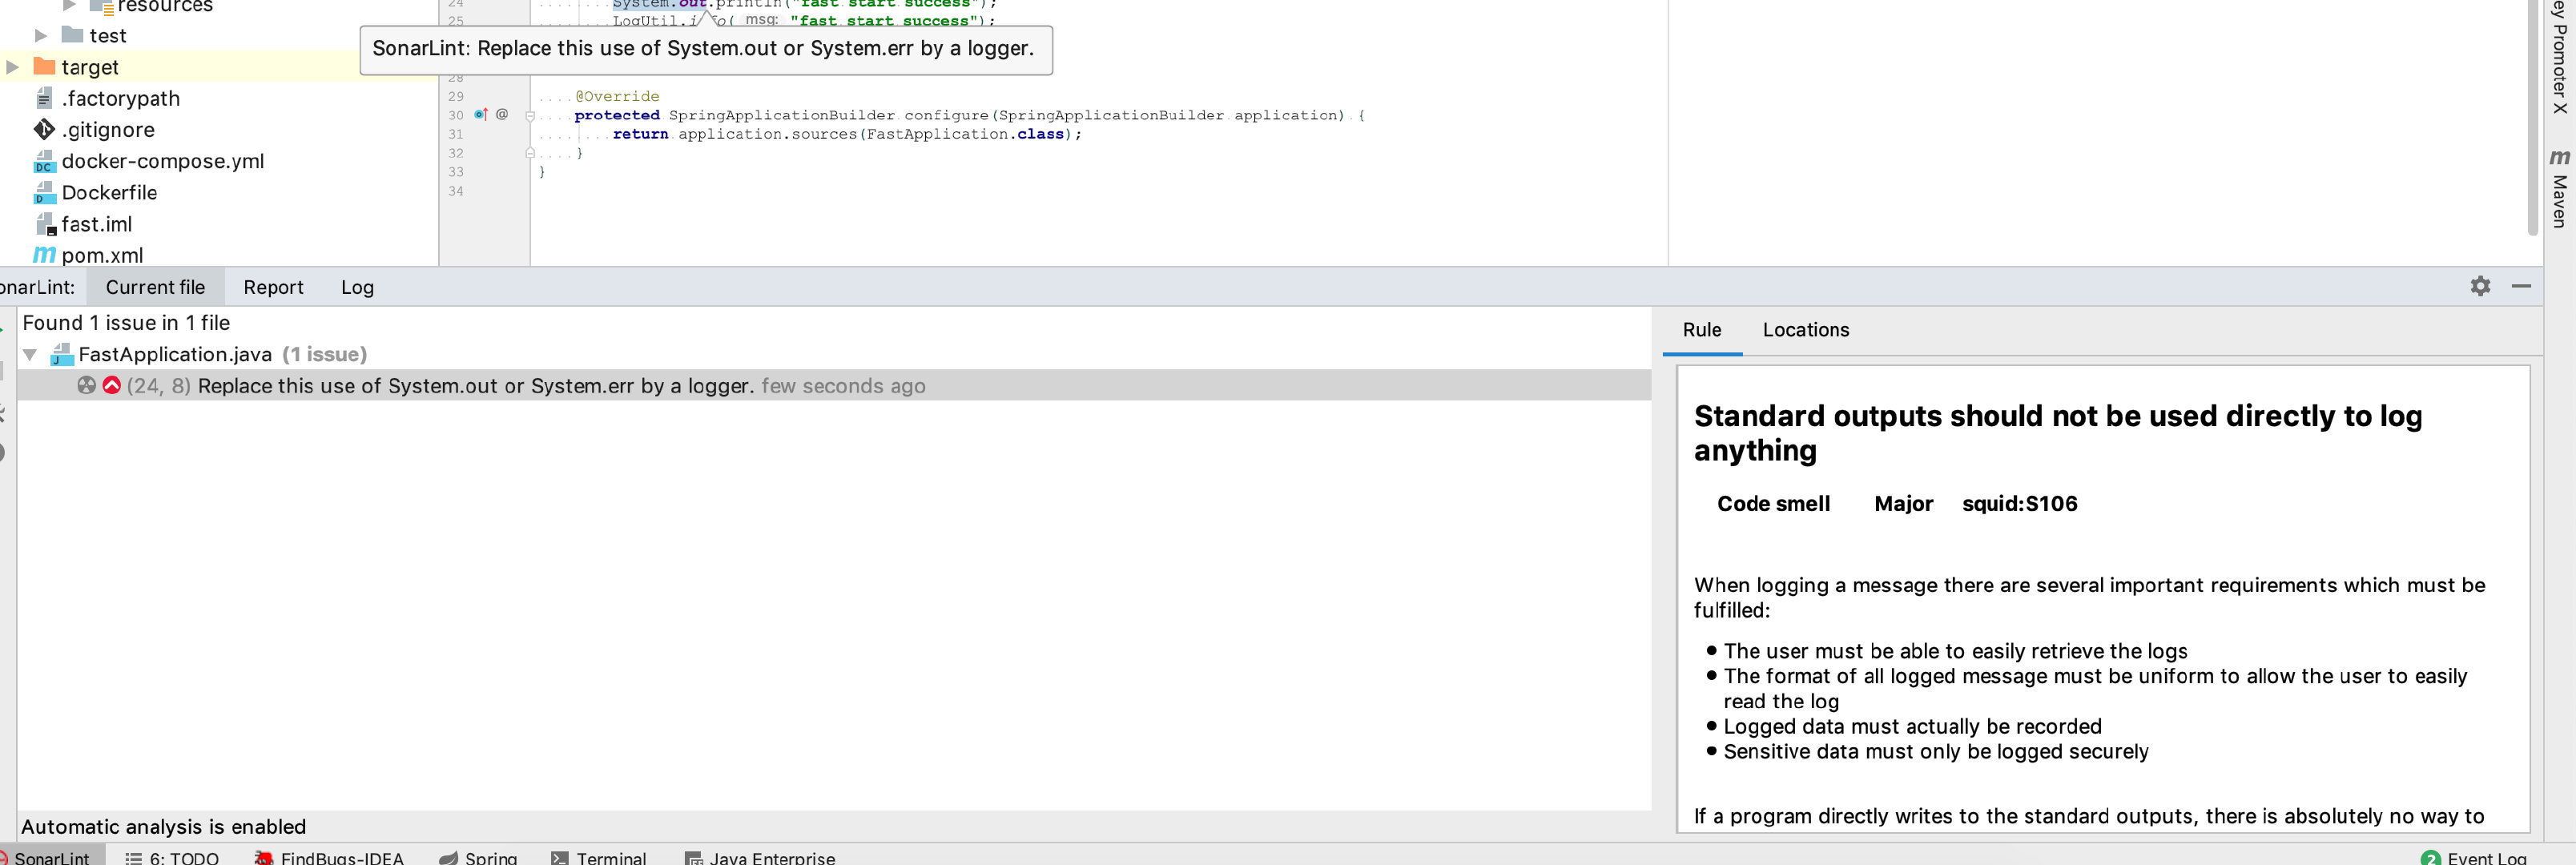 resources
test
target
.factorypath
.gitignore
docker-compose.yml
Dockerfile
fast.iml
pom.xml
24 System.out.println("fast start success");
25 LogUtil. ( msg: "fast start success");
SonarLint: Replace this use of System.out or System.err by a logger.
28
29 @Override
30 @ protected SpringApplicationBuilder configure(SpringApplicationBuilder application) {
31 return application.sources(FastApplication.class);
32 }
33 }
34
ey Promoter X
m Maven
onarLint: Current file Report Log
Found 1 issue in 1 file
FastApplication.java (1 issue)
(24, 8) Replace this use of System.out or System.err by a logger. few seconds ago
Automatic analysis is enabled
Rule Locations
Standard outputs should not be used directly to log
anything
Code smell Major squid:S106
When logging a message there are several important requirements which must be
fulfilled:
• The user must be able to easily retrieve the logs
• The format of all logged message must be uniform to allow the user to easily
read the log
• Logged data must actually be recorded
• Sensitive data must only be logged securely
If a program directly writes to the standard outputs, there is absolutely no way to
SonarLint 6: TODO FindBugs-IDEA Spring Terminal Java Enterprise 2 Event Log